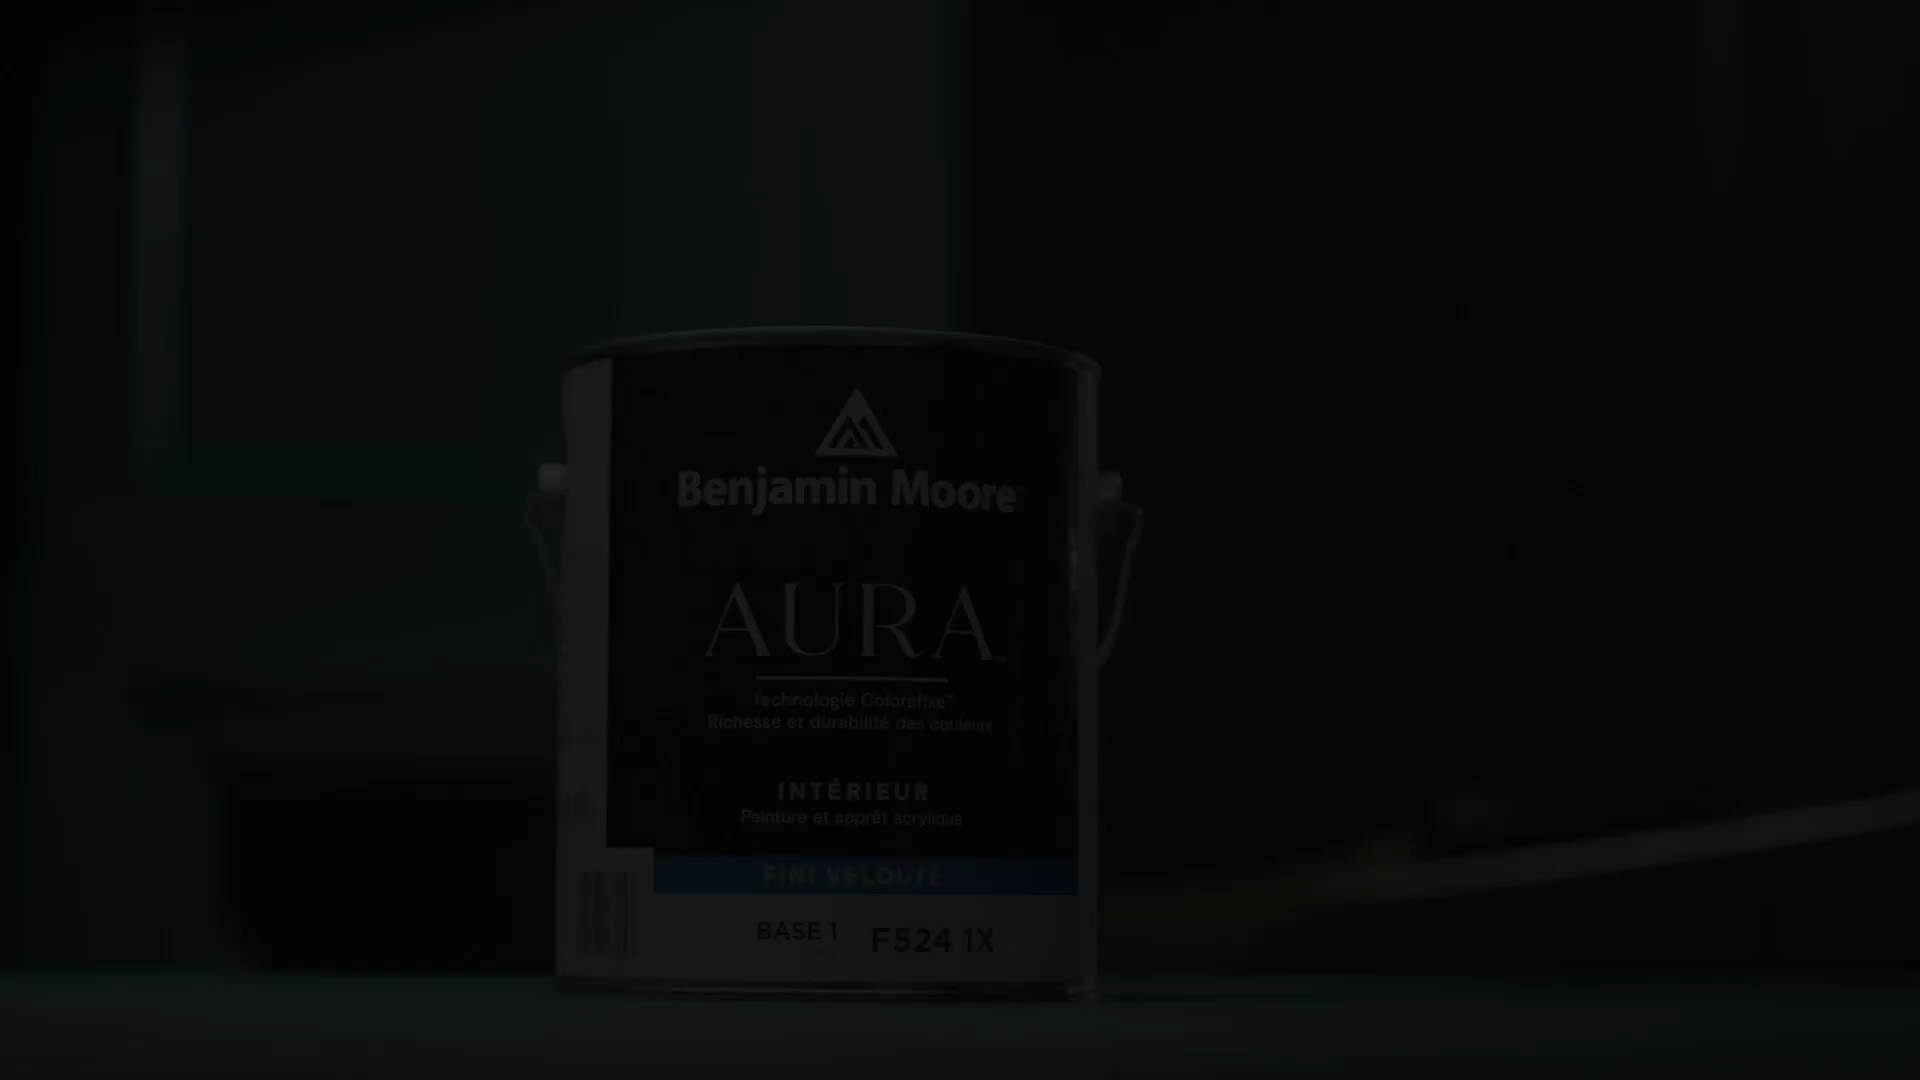 Benjamin Moore
AURA
Technologie Colorafixe™
Richesse et durabilité des couleurs
INTÉRIEUR
Peinture et apprêt acrylique
FINI VELOUTÉ
BASE 1
F524 1X